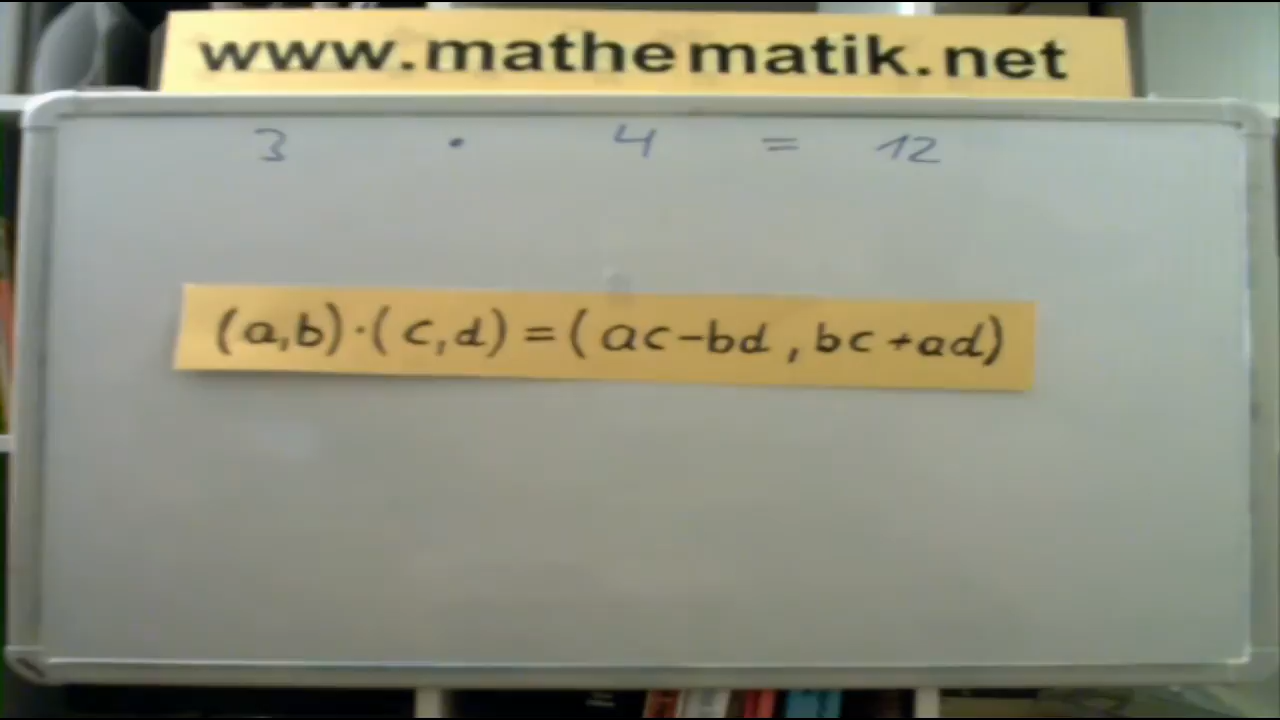 www.mathematik.net
3 · 4 = 12
(a,b)·(c,d)=(ac-bd, bc+ad)